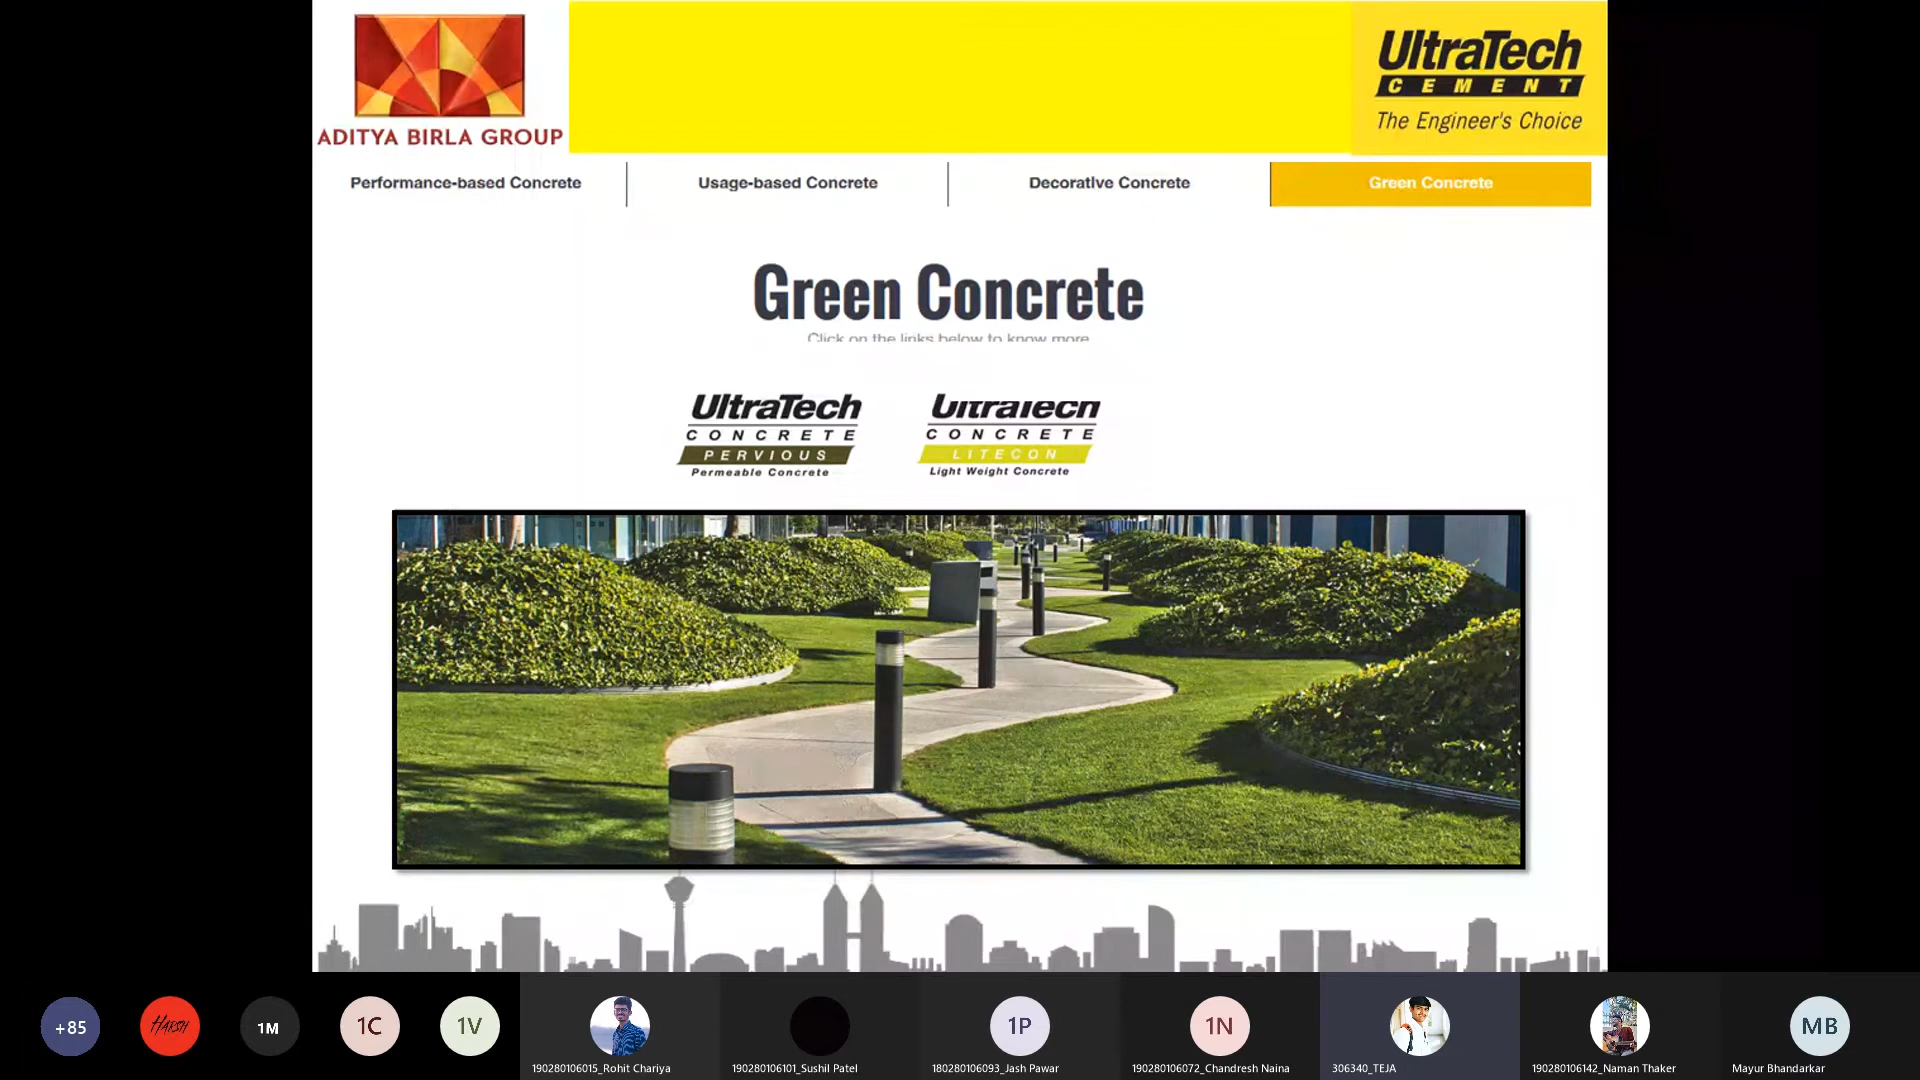 ADITYA BIRLA GROUP
UltraTech
CEMENT
The Engineer's Choice
Performance-based Concrete
Usage-based Concrete
Decorative Concrete
Green Concrete
Green Concrete
Click on the links below to know more
UltraTech
CONCRETE
PERVIOUS
Permeable Concrete
UltraTech
CONCRETE
LITECON
Light Weight Concrete
+85
HARSH
1M
1C
1V
1P
1N
MB
190280106015_Rohit Chariya
190280106101_Sushil Patel
180280106093_Jash Pawar
190280106072_Chandresh Naina
306340_TEJA
190280106142_Naman Thaker
Mayur Bhandarkar